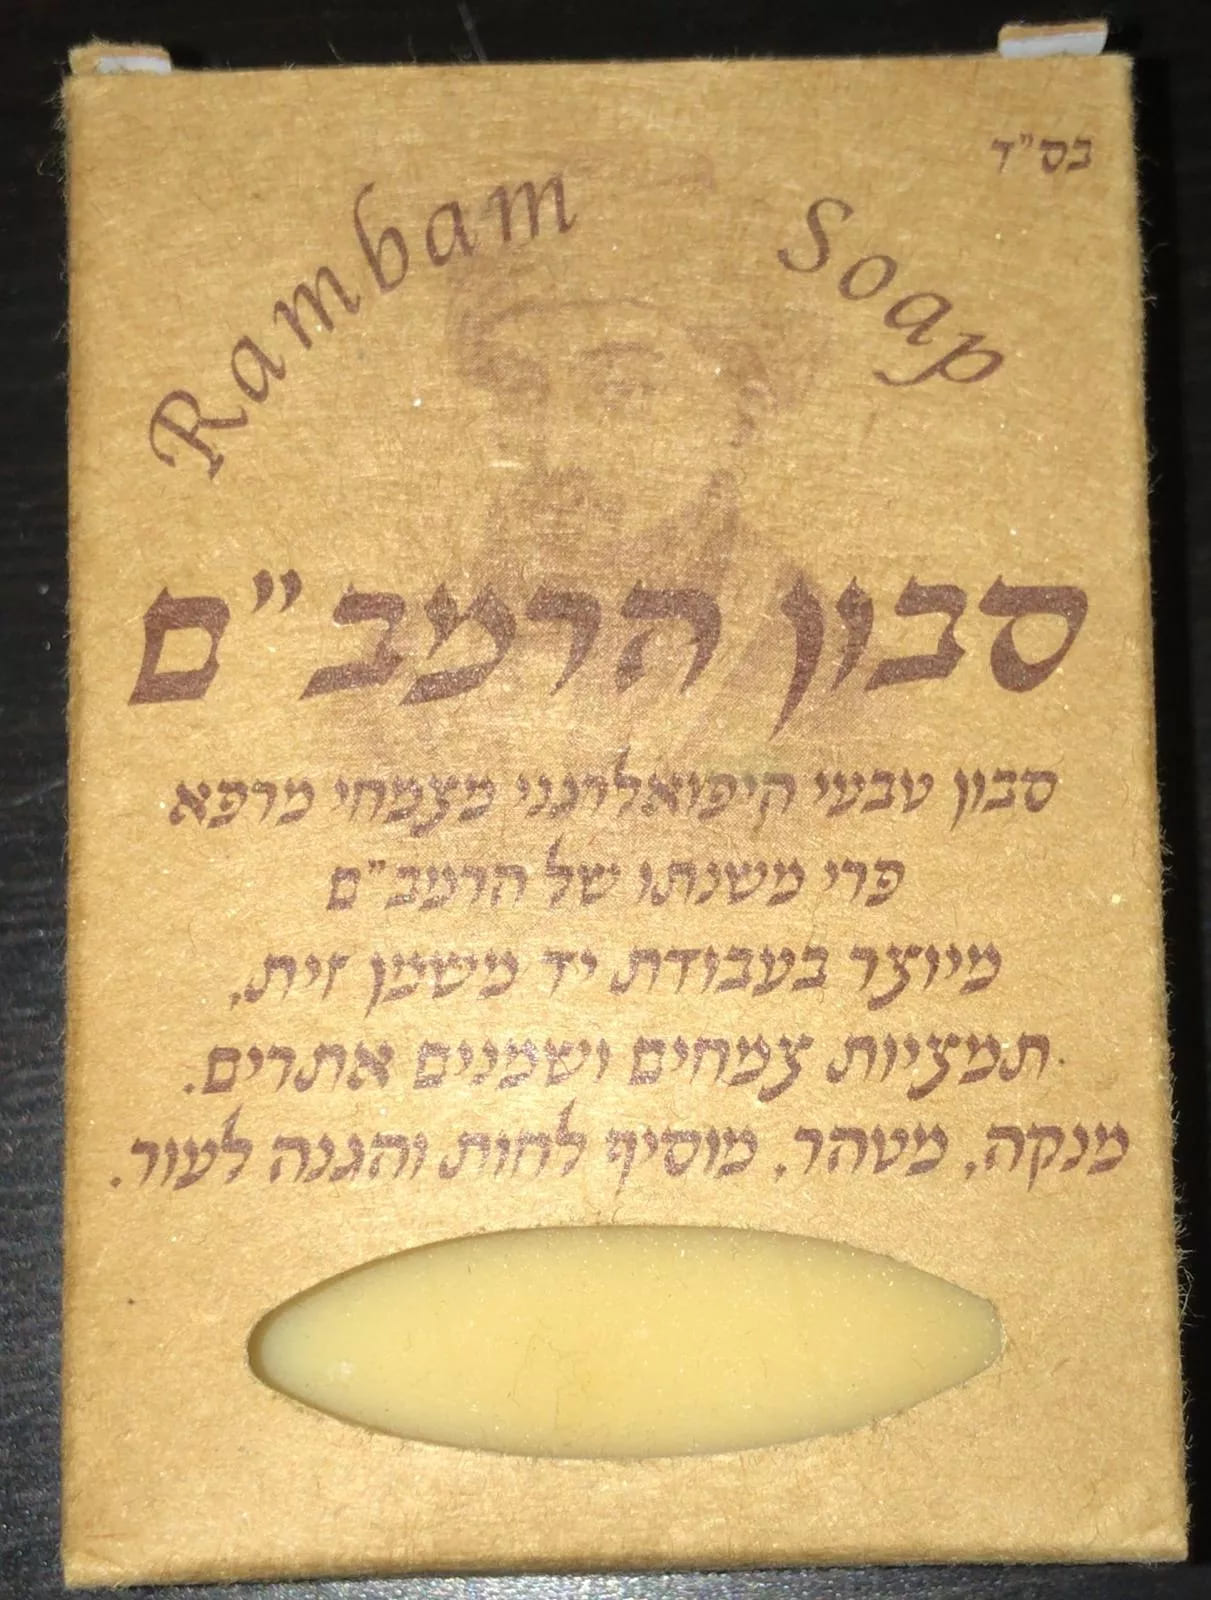 בס"ד
Rambam Soap
סבון הרמב"ם
סבון טבעי היפואלרגני מצמחי מרפא
פרי משנתו של הרמב"ם
מיוצר בעבודת יד משמן זית,
תמציות צמחים ושמנים אתרים.
מנקה, מטהר, מוסיף לחות והגנה לעור.